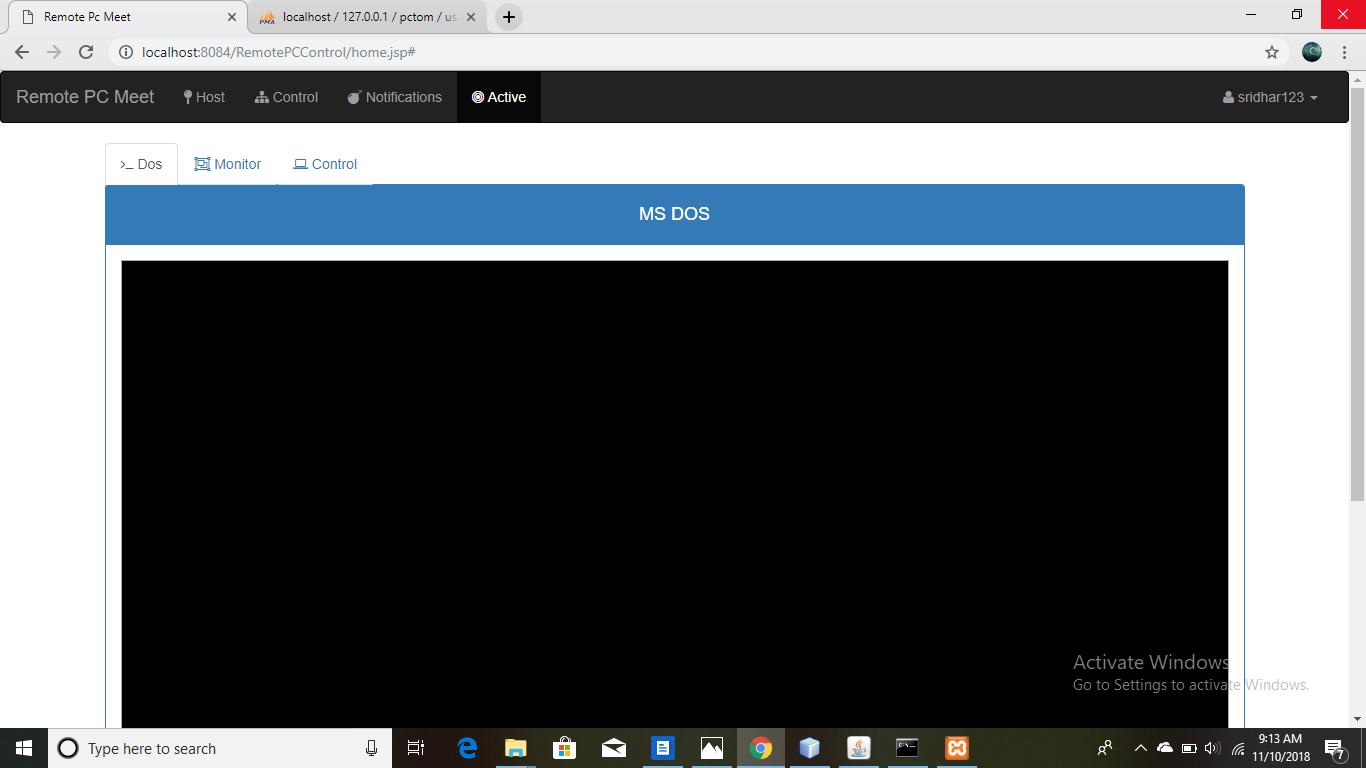 Remote Pc Meet
PMA localhost / 127.0.0.1 / pctom / us
localhost:8084/RemotePCControl/home.jsp#
Remote PC Meet Host Control Notifications Active sridhar123
>_ Dos Monitor Control
MS DOS
Activate Windows
Go to Settings to activate Windows.
Type here to search
9:13 AM
11/10/2018
7